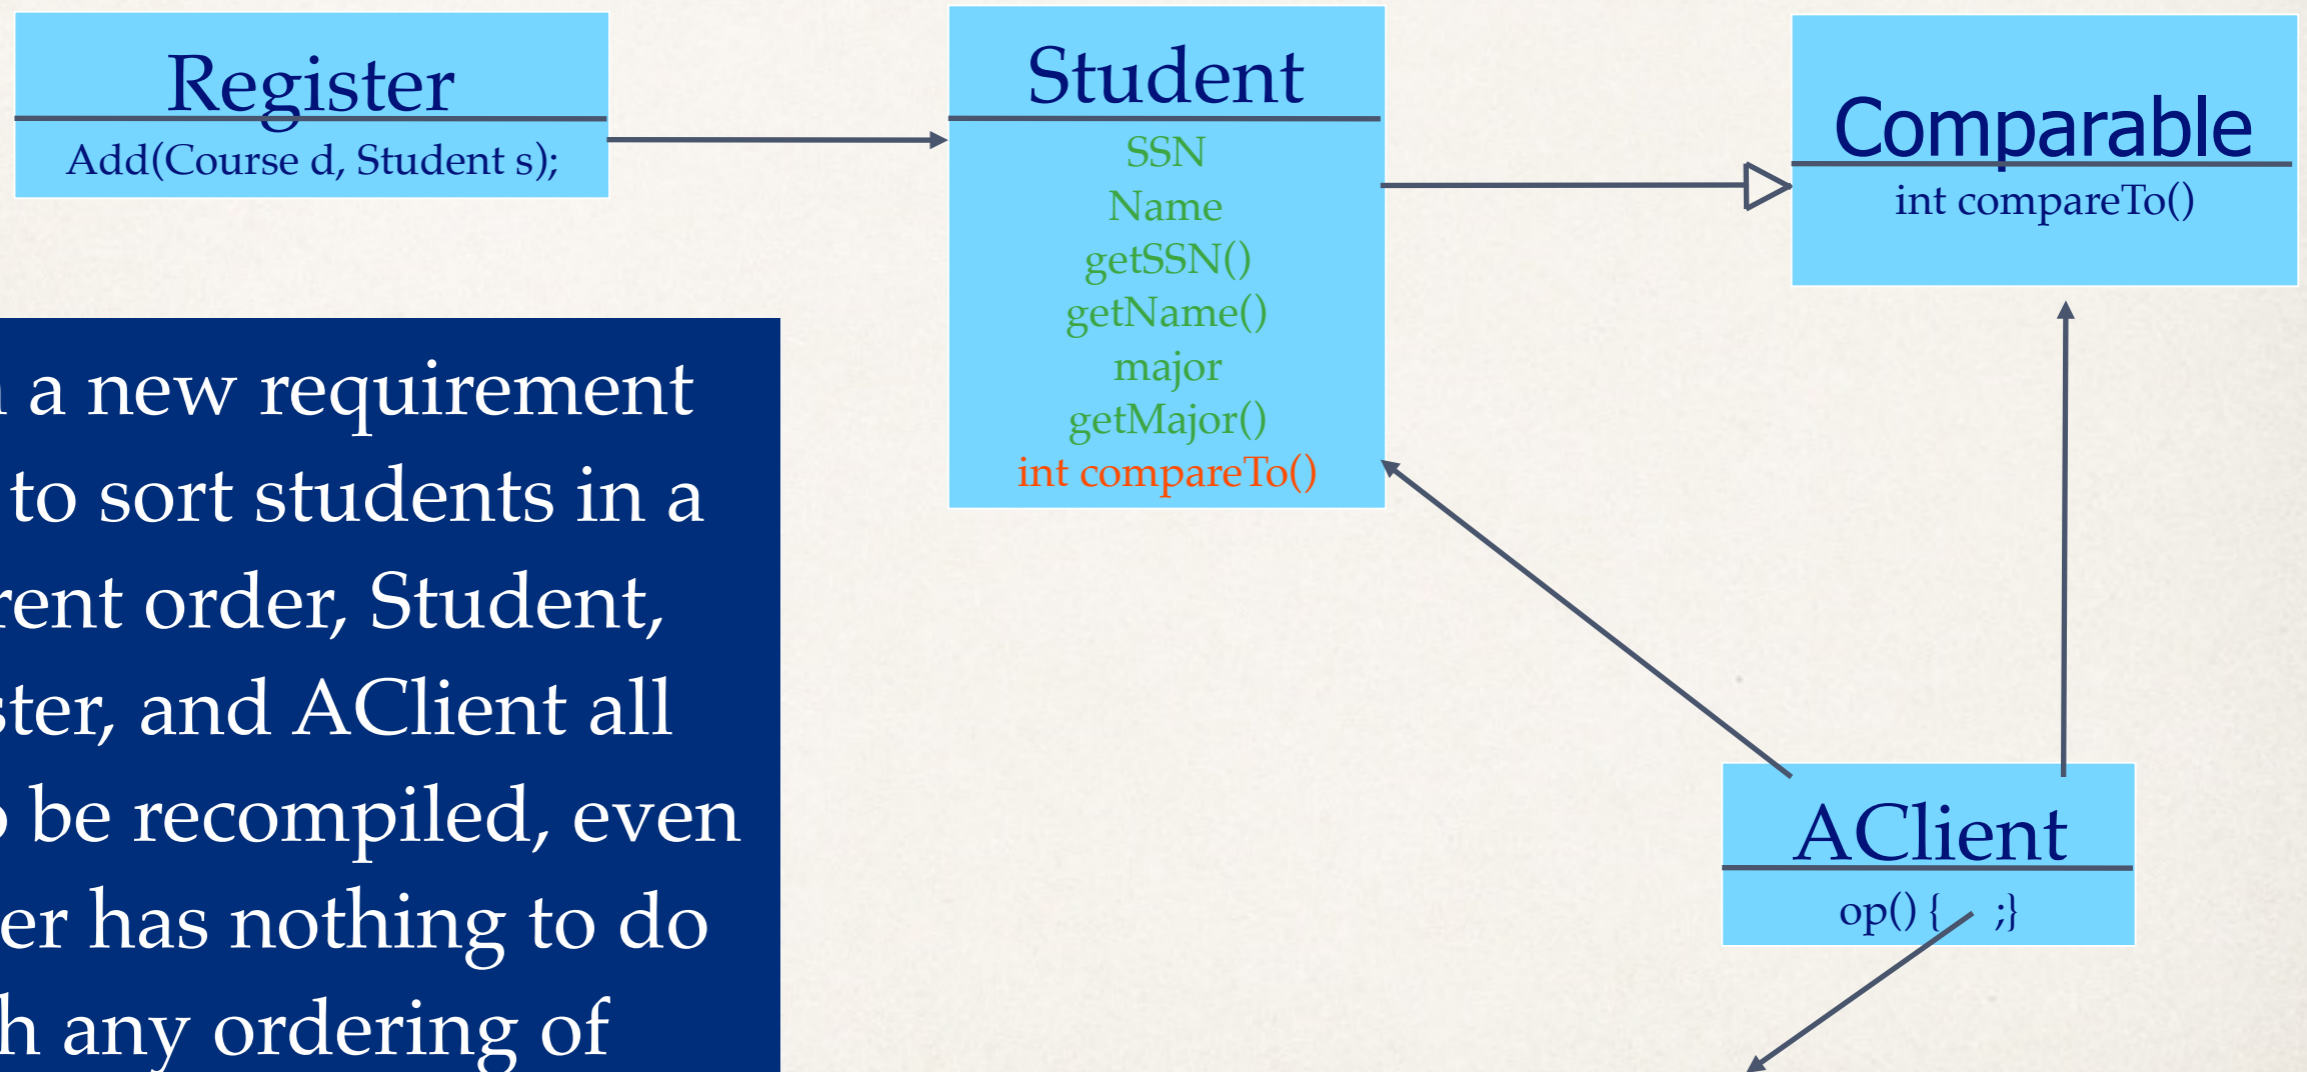 Register
Add(Course d, Student s);
Student
SSN
Name
getSSN()
getName()
major
getMajor()
int compareTo()
Comparable
int compareTo()
a new requirement
to sort students in a
rent order, Student,
ster, and AClient all
be recompiled, even
er has nothing to do
h any ordering of
AClient
op() { ;}